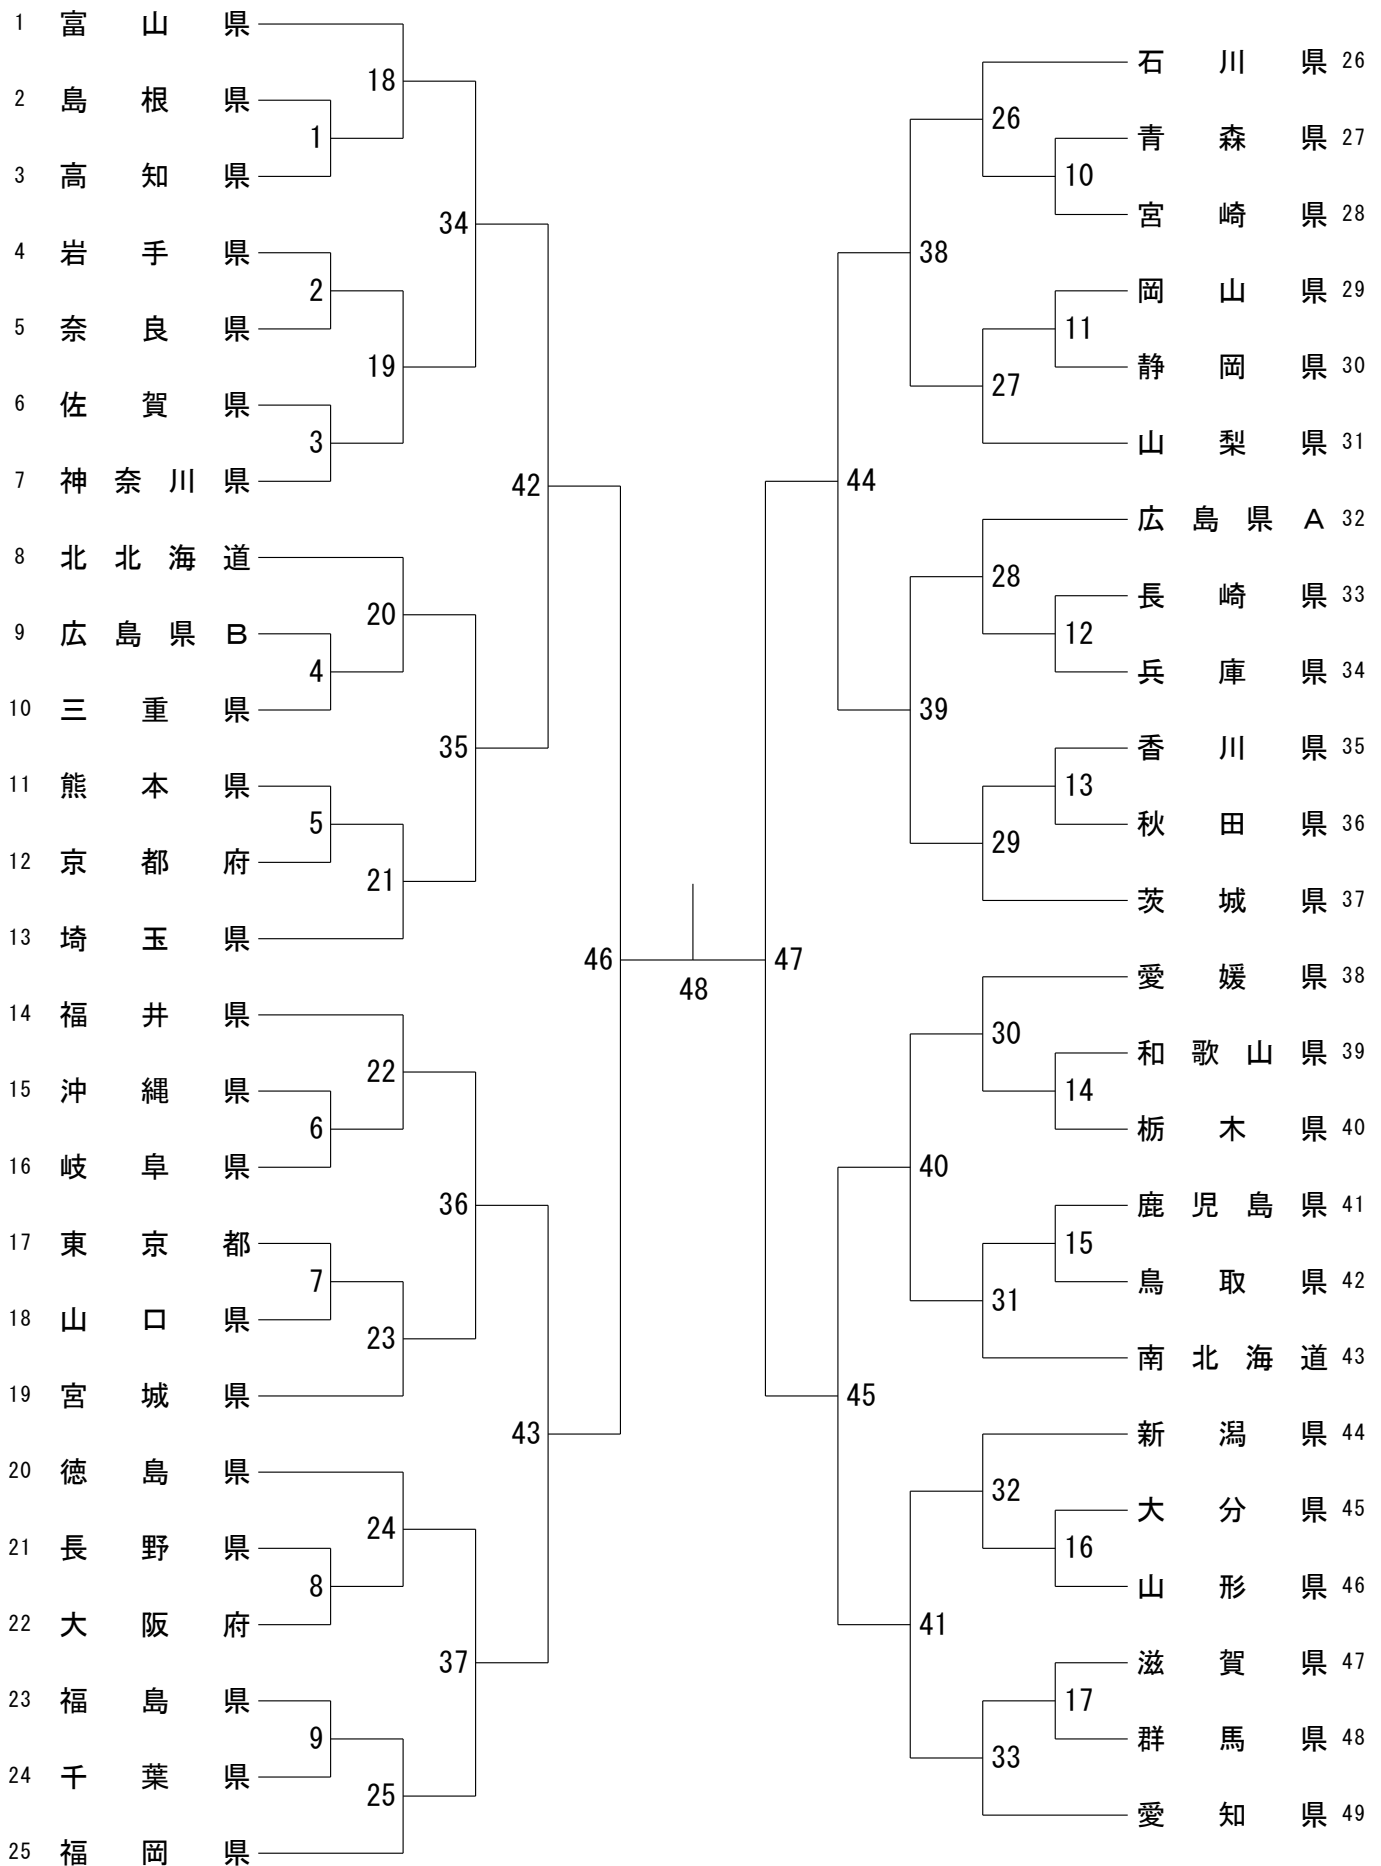 1 富山県
18
2 島根県
1
3 高知県
34
4 岩手県
2
5 奈良県
19
6 佐賀県
3
7 神奈川県
42
8 北北海道
20
9 広島県B
4
10 三重県
35
11 熊本県
5
12 京都府
21
13 埼玉県
46
14 福井県
22
15 沖縄県
6
16 岐阜県
36
17 東京都
7
18 山口県
23
19 宮城県
43
20 徳島県
24
21 長野県
8
22 大阪府
37
23 福島県
9
24 千葉県
25
25 福岡県
48
石川県 26
26
青森県 27
10
宮崎県 28
38
岡山県 29
11
静岡県 30
27
山梨県 31
44
広島県A 32
28
長崎県 33
12
兵庫県 34
39
香川県 35
13
秋田県 36
29
茨城県 37
47
愛媛県 38
30
和歌山県 39
14
栃木県 40
40
鹿児島県 41
15
鳥取県 42
31
南北海道 43
45
新潟県 44
32
大分県 45
16
山形県 46
41
滋賀県 47
17
群馬県 48
33
愛知県 49